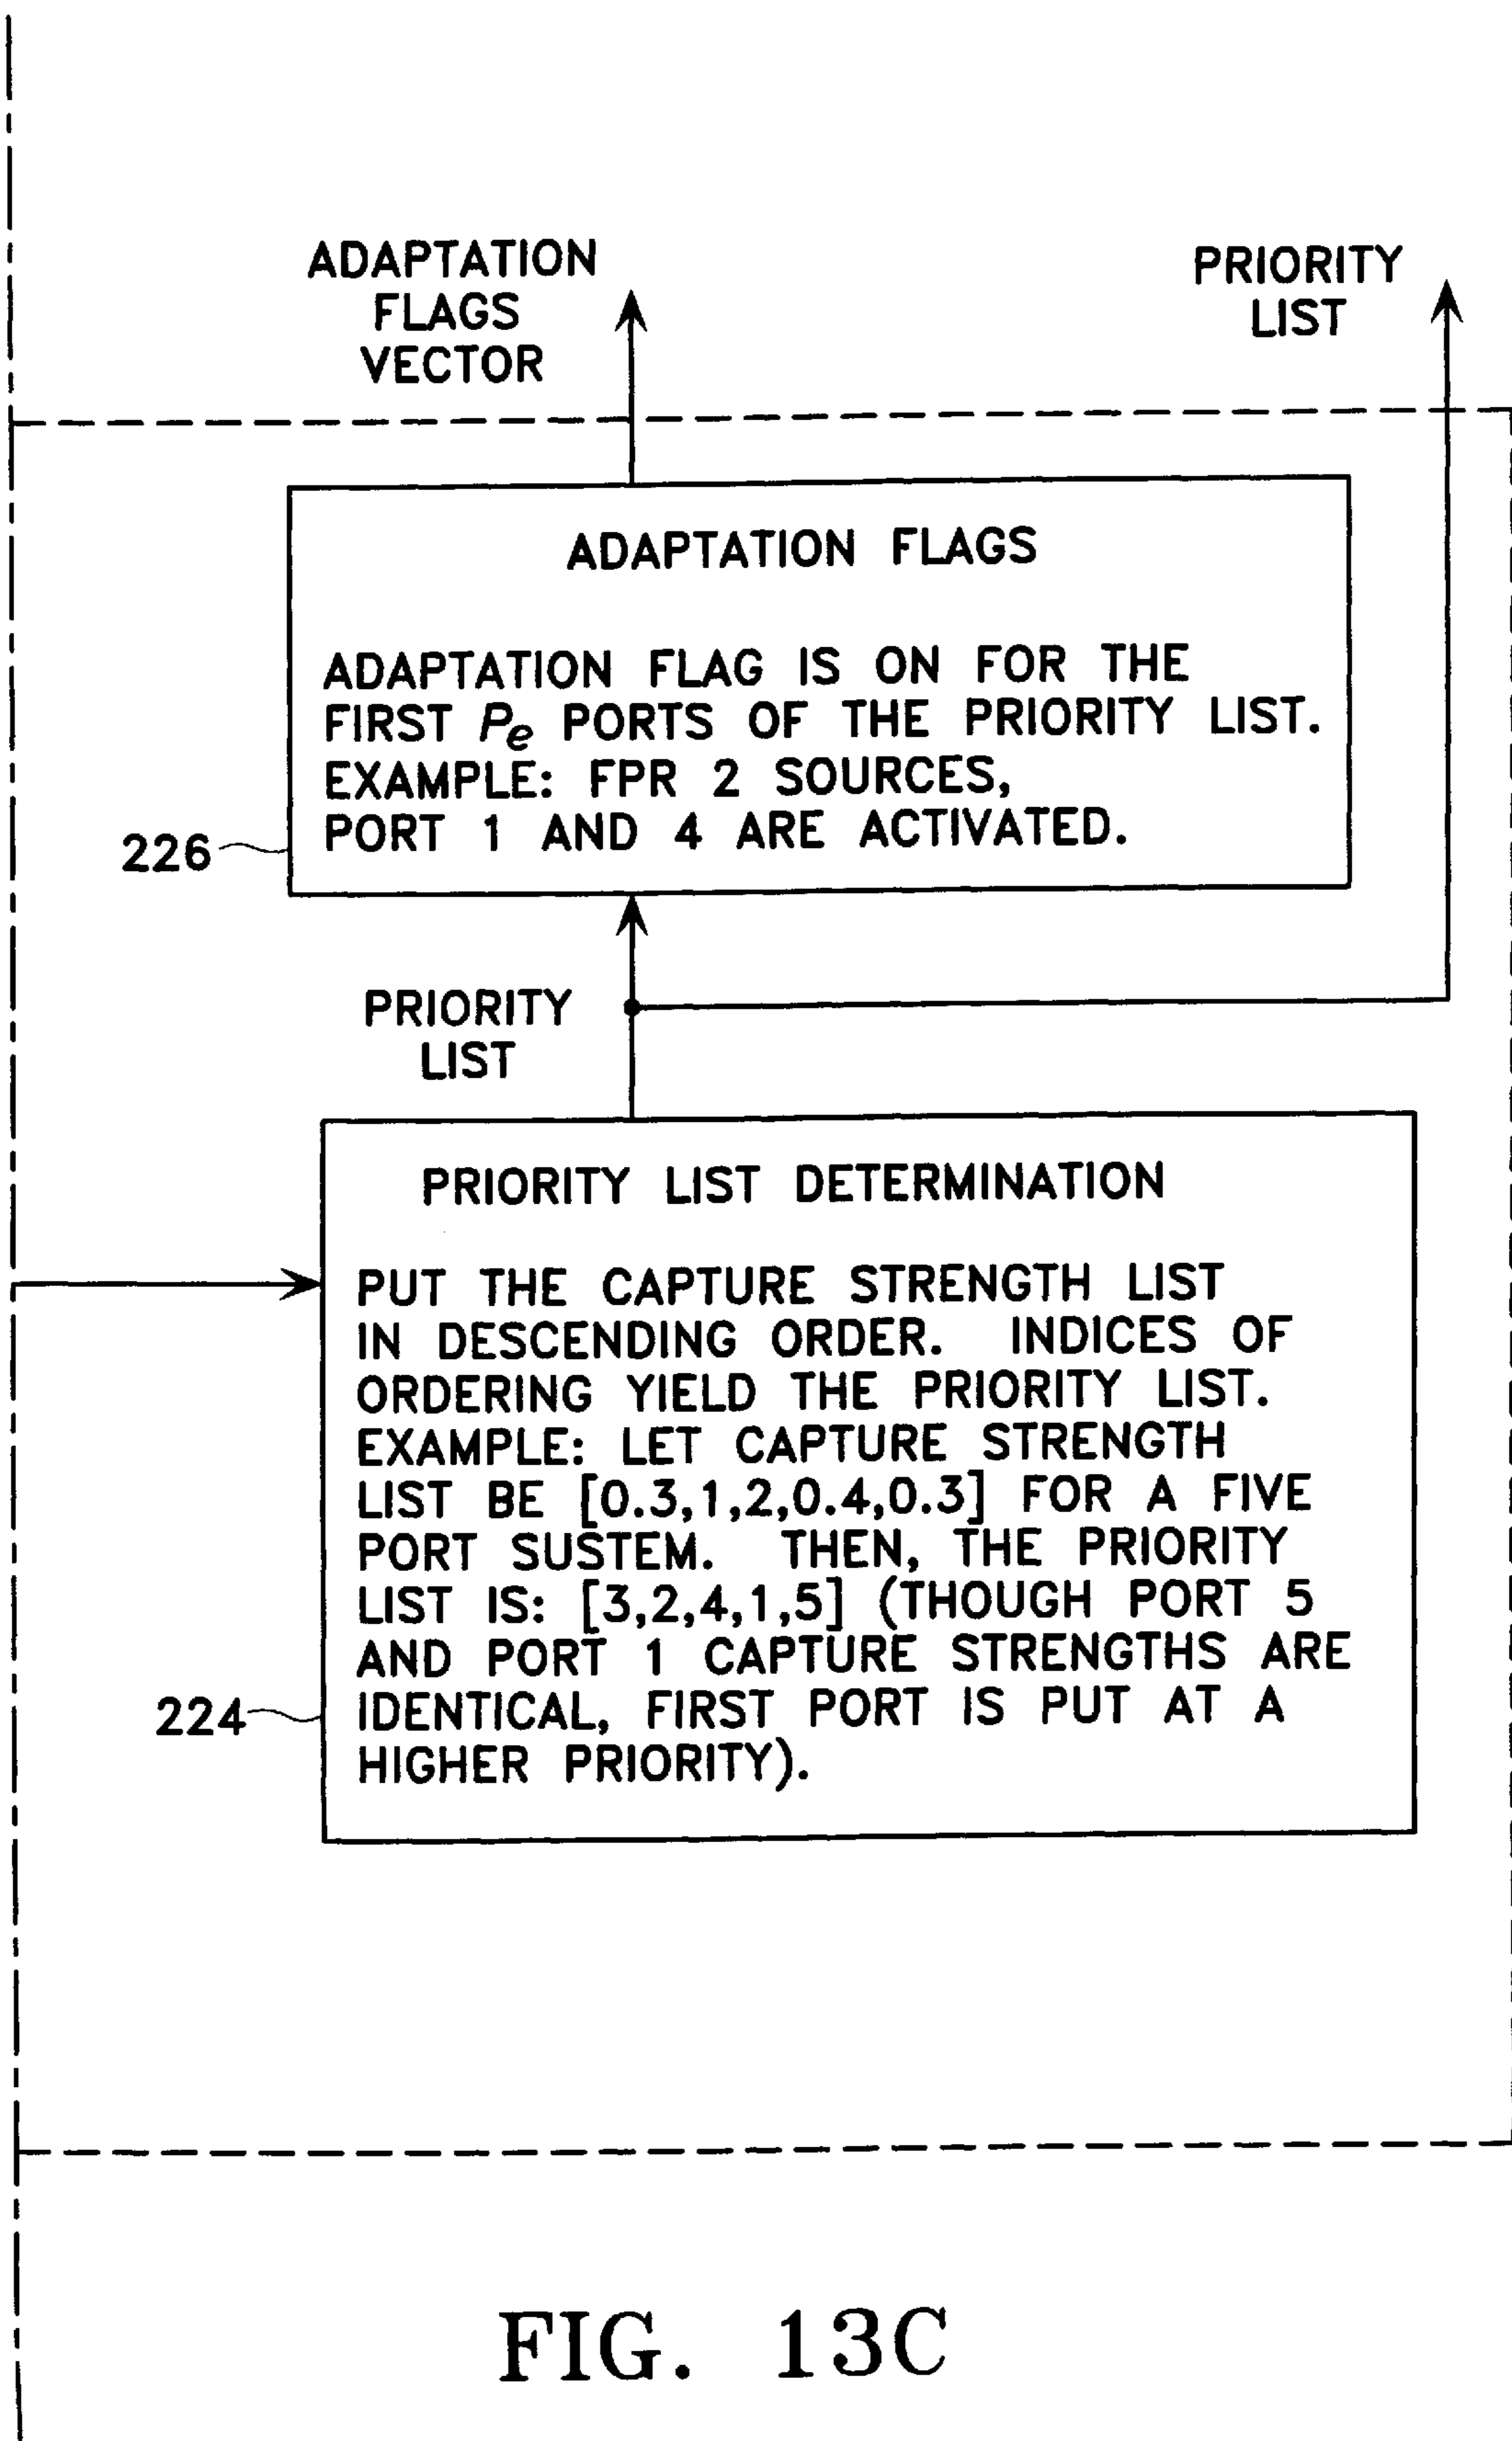 ADAPTATION
FLAGS
VECTOR
PRIORITY
LIST
ADAPTATION FLAGS
ADAPTATION FLAG IS ON FOR THE
FIRST Pe PORTS OF THE PRIORITY LIST.
EXAMPLE: FPR 2 SOURCES,
PORT 1 AND 4 ARE ACTIVATED.
226
PRIORITY
LIST
PRIORITY LIST DETERMINATION
PUT THE CAPTURE STRENGTH LIST
IN DESCENDING ORDER. INDICES OF
ORDERING YIELD THE PRIORITY LIST.
EXAMPLE: LET CAPTURE STRENGTH
LIST BE [0.3,1,2,0.4,0.3] FOR A FIVE
PORT SUSTEM. THEN, THE PRIORITY
LIST IS: [3,2,4,1,5] (THOUGH PORT 5
AND PORT 1 CAPTURE STRENGTHS ARE
IDENTICAL, FIRST PORT IS PUT AT A
HIGHER PRIORITY).
224
FIG. 13C